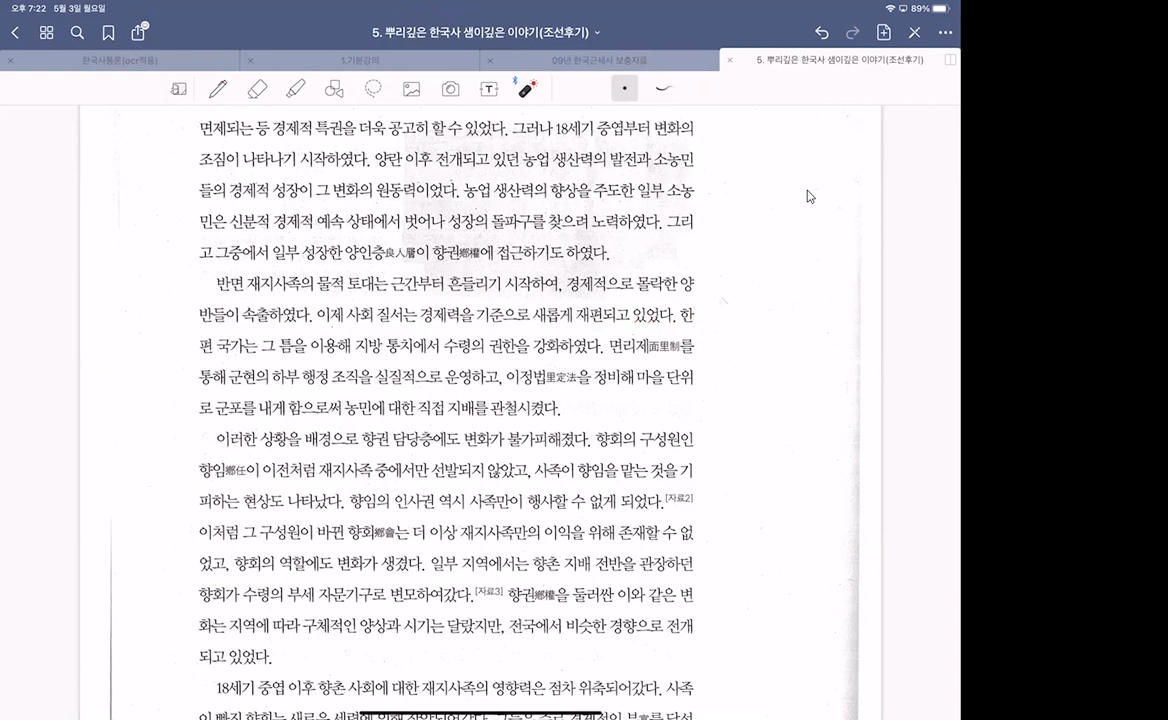 오후 7:22 5월 3일 월요일
89%
5. 뿌리깊은 한국사 샘이깊은 이야기(조선후기)
한국사통론(ocr적용)
1.기본강의
09년 한국근세사 보충자료
5. 뿌리깊은 한국사 샘이깊은 이야기(조선후기)
면제되는 등 경제적 특권을 더욱 공고히 할 수 있었다. 그러나 18세기 중엽부터 변화의
조짐이 나타나기 시작하였다. 양란 이후 전개되고 있던 농업 생산력의 발전과 소농민
들의 경제적 성장이 그 변화의 원동력이었다. 농업 생산력의 향상을 주도한 일부 소농
민은 신분적 경제적 예속 상태에서 벗어나 성장의 돌파구를 찾으려 노력하였다. 그리
고 그중에서 일부 성장한 양인층良人層이 향권鄕權에 접근하기도 하였다.
반면 재지사족의 물적 토대는 근간부터 흔들리기 시작하여, 경제적으로 몰락한 양
반들이 속출하였다. 이제 사회 질서는 경제력을 기준으로 새롭게 재편되고 있었다. 한
편 국가는 그 틈을 이용해 지방 통치에서 수령의 권한을 강화하였다. 면리제面里制를
통해 군현의 하부 행정 조직을 실질적으로 운영하고, 이정법里定法을 정비해 마을 단위
로 군포를 내게 함으로써 농민에 대한 직접 지배를 관철시켰다.
이러한 상황을 배경으로 향권 담당층에도 변화가 불가피해졌다. 향회의 구성원인
향임鄕任이 이전처럼 재지사족 중에서만 선발되지 않았고, 사족이 향임을 맡는 것을 기
피하는 현상도 나타났다. 향임의 인사권 역시 사족만이 행사할 수 없게 되었다.[자료2]
이처럼 그 구성원이 바뀐 향회鄕會는 더 이상 재지사족만의 이익을 위해 존재할 수 없
었고, 향회의 역할에도 변화가 생겼다. 일부 지역에서는 향촌 지배 전반을 관장하던
향회가 수령의 부세 자문기구로 변모하여갔다.[자료3] 향권鄕權을 둘러싼 이와 같은 변
화는 지역에 따라 구체적인 양상과 시기는 달랐지만, 전국에서 비슷한 경향으로 전개
되고 있었다.
18세기 중엽 이후 향촌 사회에 대한 재지사족의 영향력은 점차 위축되어갔다. 사족
이 빠진 향회는 새로운 세력에